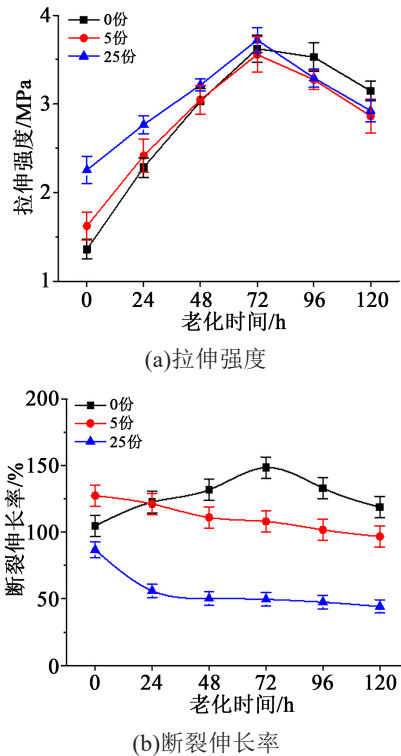 4
3
2
1
拉伸强度/MPa
0份
5份
25份
0 24 48 72 96 120
老化时间/h
(a)拉伸强度
200
150
100
50
0
断裂伸长率/%
0份
5份
25份
0 24 48 72 96 120
老化时间/h
(b)断裂伸长率